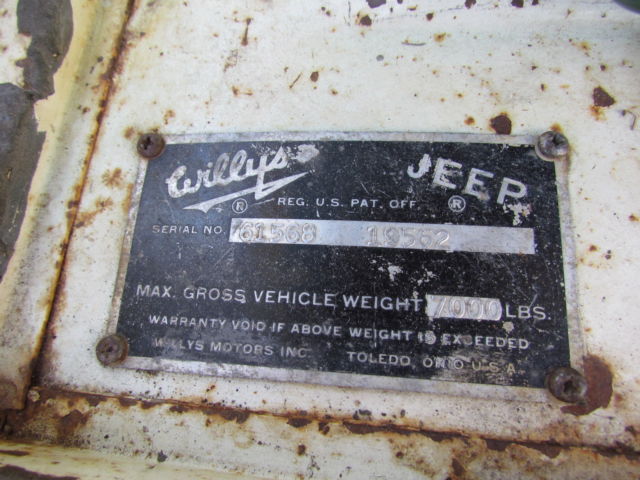 Willys JEEP
® REG. U.S. PAT. OFF. ®
SERIAL NO. 61568 19562
MAX. GROSS VEHICLE WEIGHT 7000 LBS.
WARRANTY VOID IF ABOVE WEIGHT IS EXCEEDED
WILLYS MOTORS INC. TOLEDO, OHIO U.S.A.